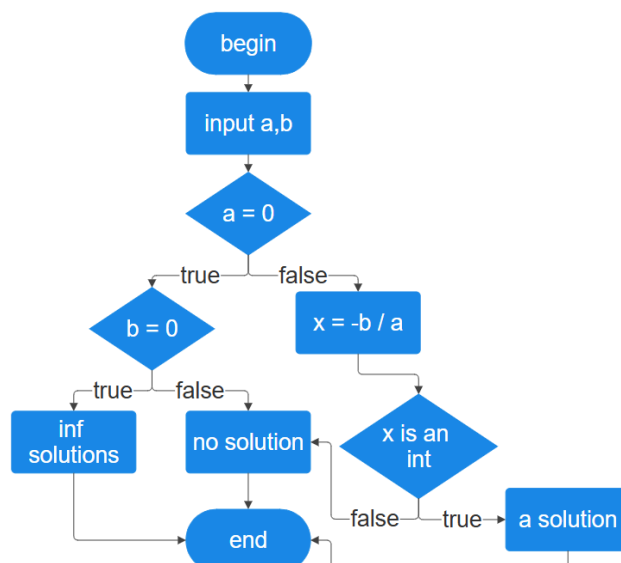 begin
input a,b
a = 0
true
false
b = 0
x = -b / a
true
false
inf
solutions
no solution
x is an
int
false
true
a solution
end